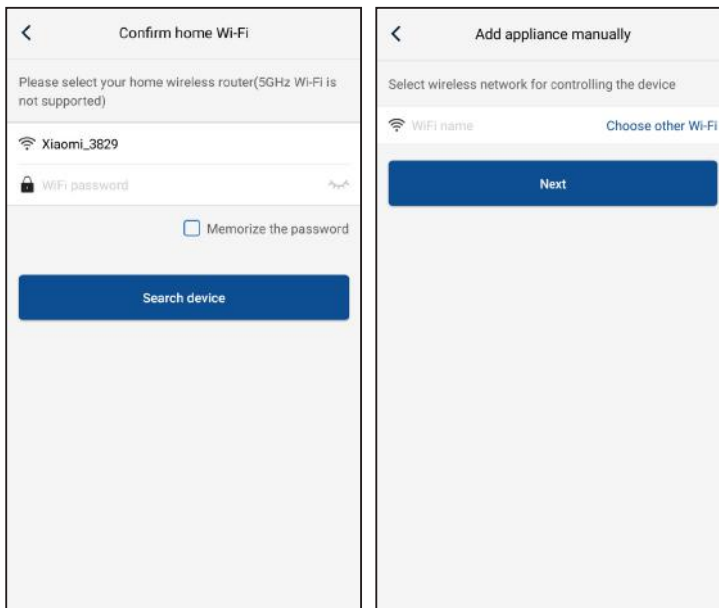 Confirm home Wi-Fi
Please select your home wireless router(5GHz Wi-Fi is
not supported)
Xiaomi_3829
WiFi password
Memorize the password
Search device
Add appliance manually
Select wireless network for controlling the device
WiFi name
Choose other Wi-Fi
Next